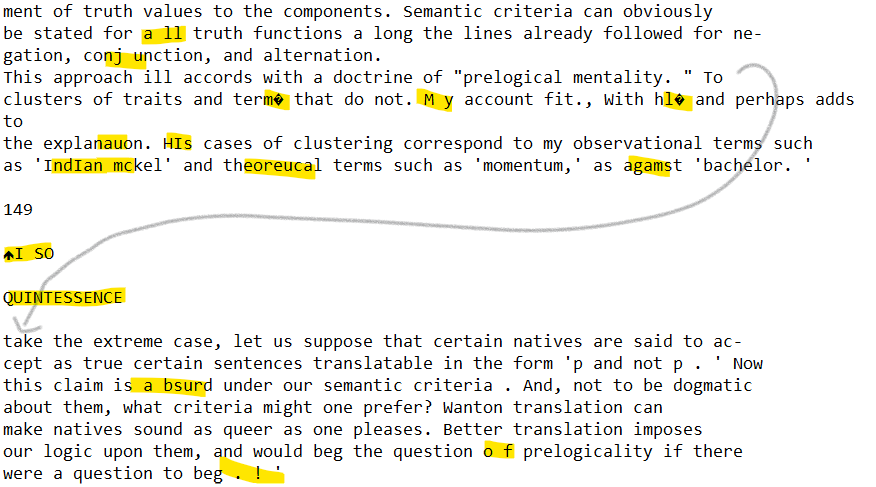 ment of truth values to the components. Semantic criteria can obviously
be stated for a ll truth functions a long the lines already followed for ne-
gation, conj unction, and alternation.
This approach ill accords with a doctrine of "prelogical mentality. " To
clusters of traits and term� that do not. M y account fit., With hl� and perhaps adds
to
the explanauon. HIs cases of clustering correspond to my observational terms such
as 'IndIan mckel' and theoreucal terms such as 'momentum,' as agamst 'bachelor. '
149
♠I SO
QUINTESSENCE
take the extreme case, let us suppose that certain natives are said to ac-
cept as true certain sentences translatable in the form 'p and not p . ' Now
this claim is a bsurd under our semantic criteria . And, not to be dogmatic
about them, what criteria might one prefer? Wanton translation can
make natives sound as queer as one pleases. Better translation imposes
our logic upon them, and would beg the question o f prelogicality if there
were a question to beg . ! '